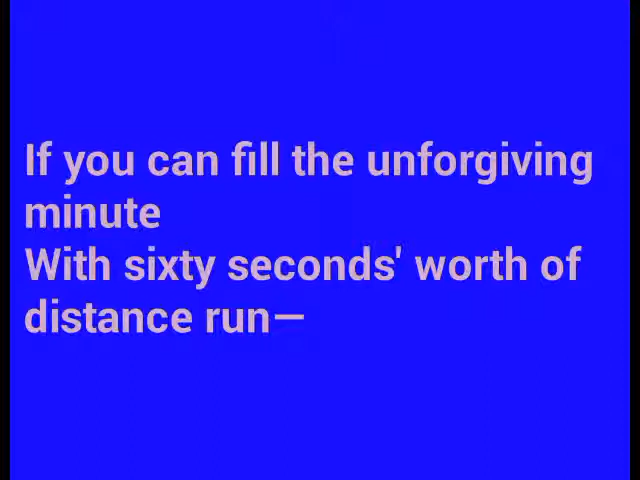 If you can fill the unforgiving
minute
With sixty seconds' worth of
distance run—